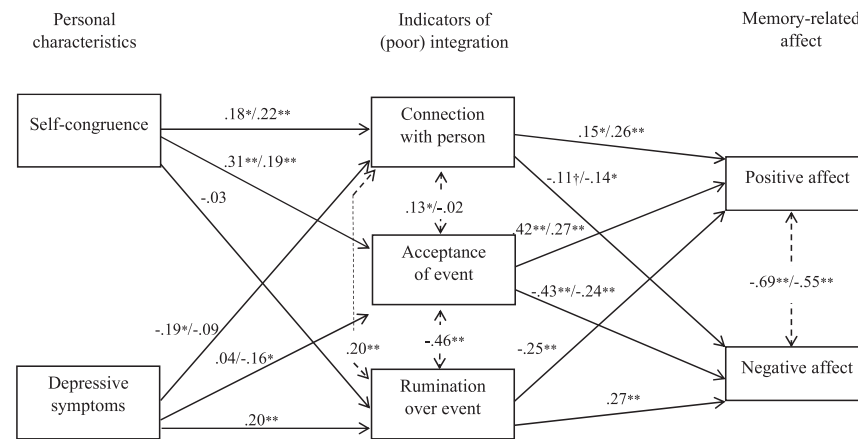 Personal
characteristics
Indicators of
(poor) integration
Memory-related
affect
Self-congruence
Connection
with person
Positive affect
Acceptance
of event
Depressive
symptoms
Rumination
over event
Negative affect
.18*/.22**
.31**/.19**
-.03
-.19*/-.09
.04/-.16*
.20**
.20**
.13*/-.02
-.46**
.15*/.26**
-.11†/-.14*
.42**/.27**
-.43**/-.24**
-.25**
.27**
-.69**/-.55**